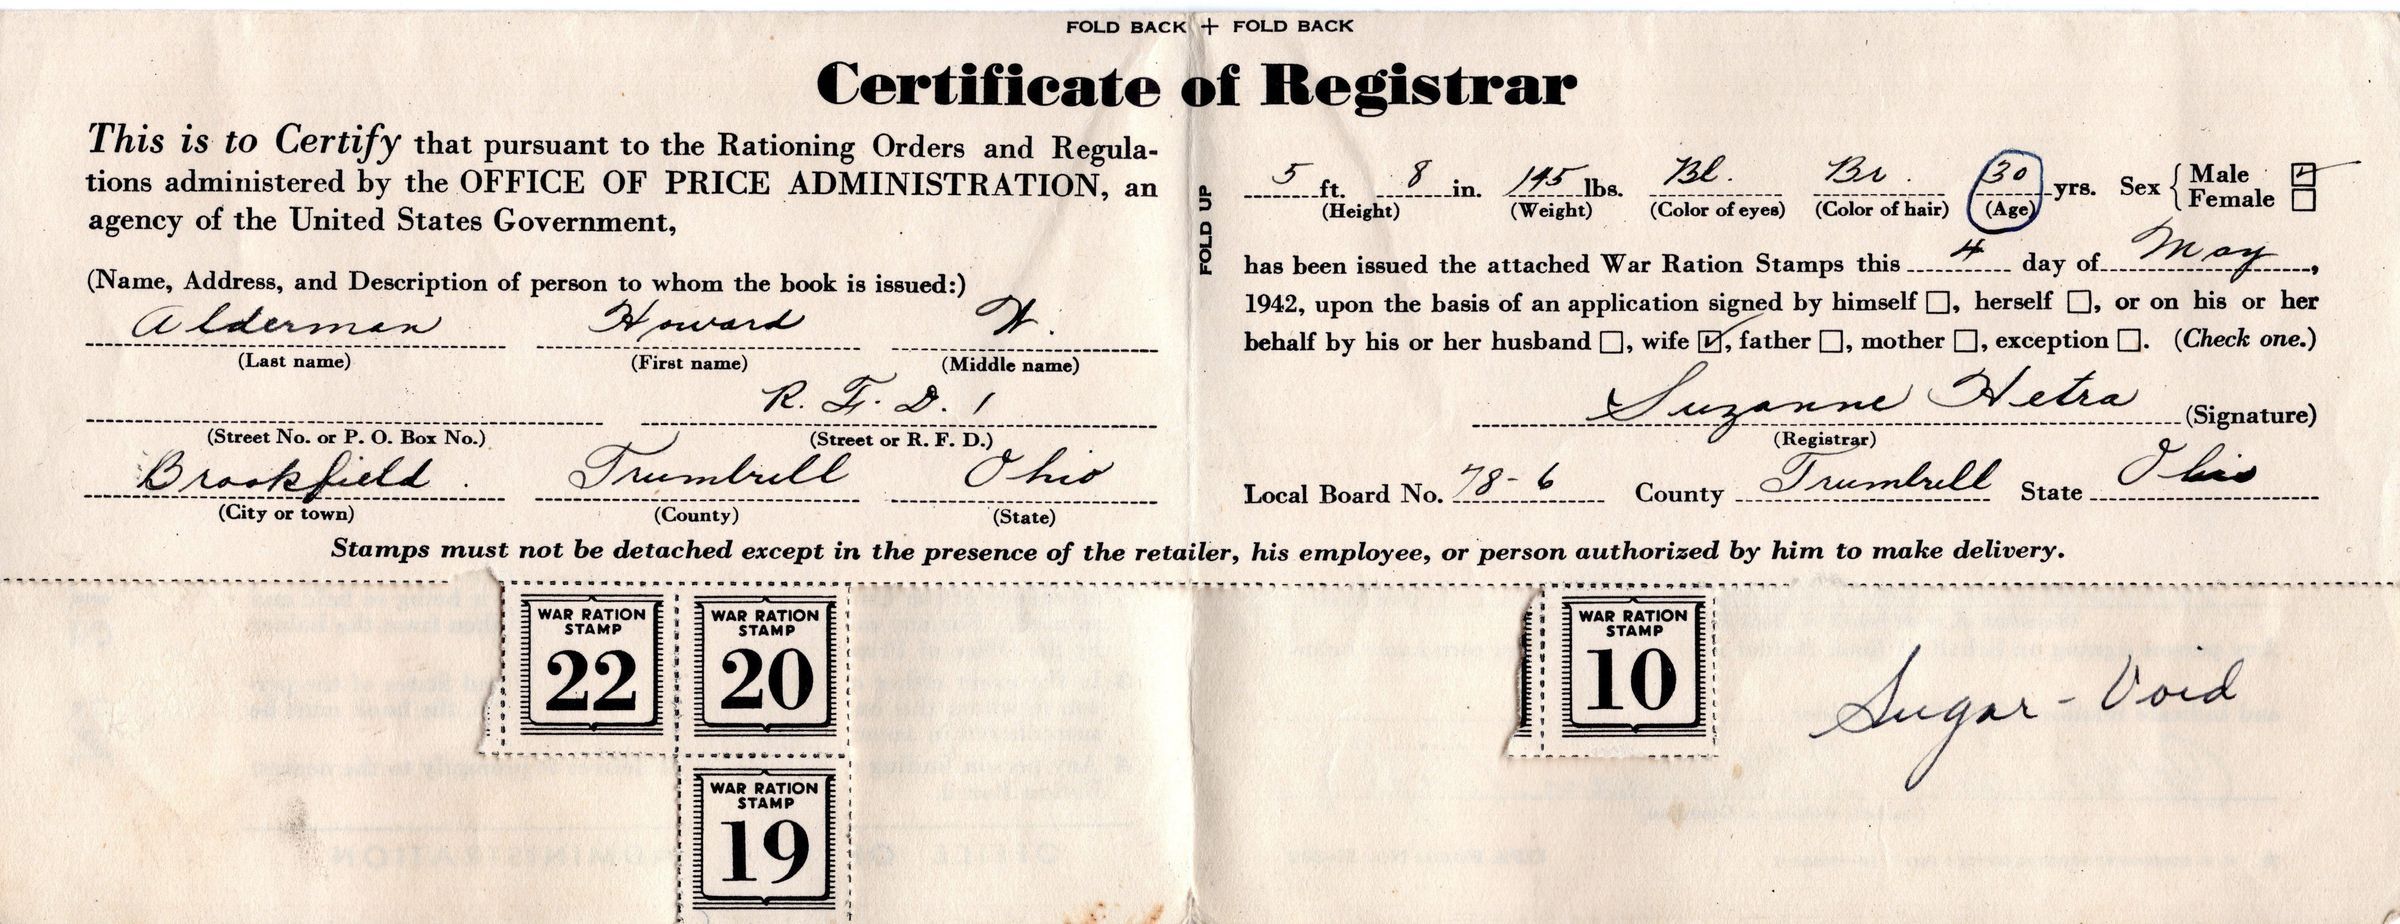 FOLD BACK + FOLD BACK
Certificate of Registrar
This is to Certify that pursuant to the Rationing Orders and Regula-
tions administered by the OFFICE OF PRICE ADMINISTRATION, an
agency of the United States Government,
(Name, Address, and Description of person to whom the book is issued:)
Alderman Howard W.
(Last name) (First name) (Middle name)
R. F. D. 1
(Street No. or P. O. Box No.) (Street or R. F. D.)
Brookfield. Trumbull Ohio
(City or town) (County) (State)
FOLD UP
5 ft. 8 in. 145 lbs. Bl. Br. 30 yrs. Sex { Male
Female
(Height) (Weight) (Color of eyes) (Color of hair) (Age)
has been issued the attached War Ration Stamps this 4 day of May,
1942, upon the basis of an application signed by himself ☐, herself ☐, or on his or her
behalf by his or her husband ☐, wife ☑, father ☐, mother ☐, exception ☐. (Check one.)
Suzanne Hetra (Signature)
(Registrar)
Local Board No. 78-6 County Trumbull State Ohio
Stamps must not be detached except in the presence of the retailer, his employee, or person authorized by him to make delivery.
WAR RATION
STAMP
22
WAR RATION
STAMP
20
WAR RATION
STAMP
19
WAR RATION
STAMP
10
Sugar - Void